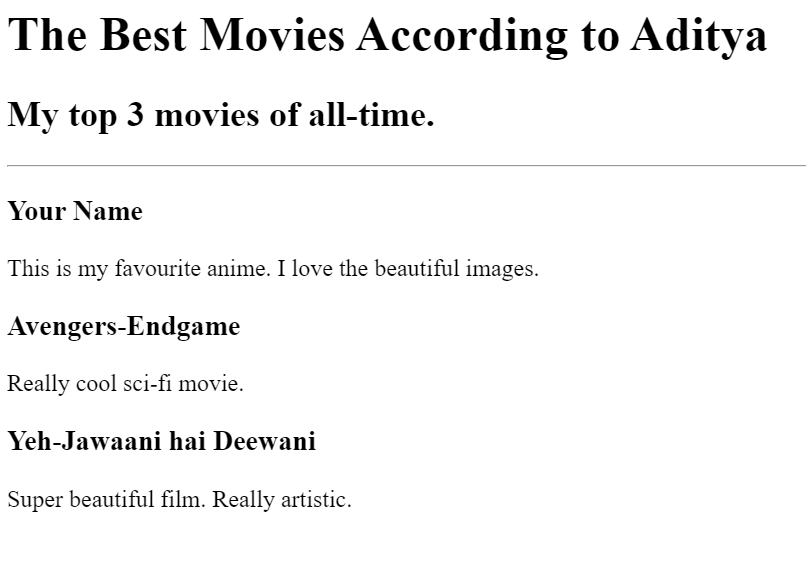 The Best Movies According to Aditya
My top 3 movies of all-time.
Your Name
This is my favourite anime. I love the beautiful images.
Avengers-Endgame
Really cool sci-fi movie.
Yeh-Jawaani hai Deewani
Super beautiful film. Really artistic.